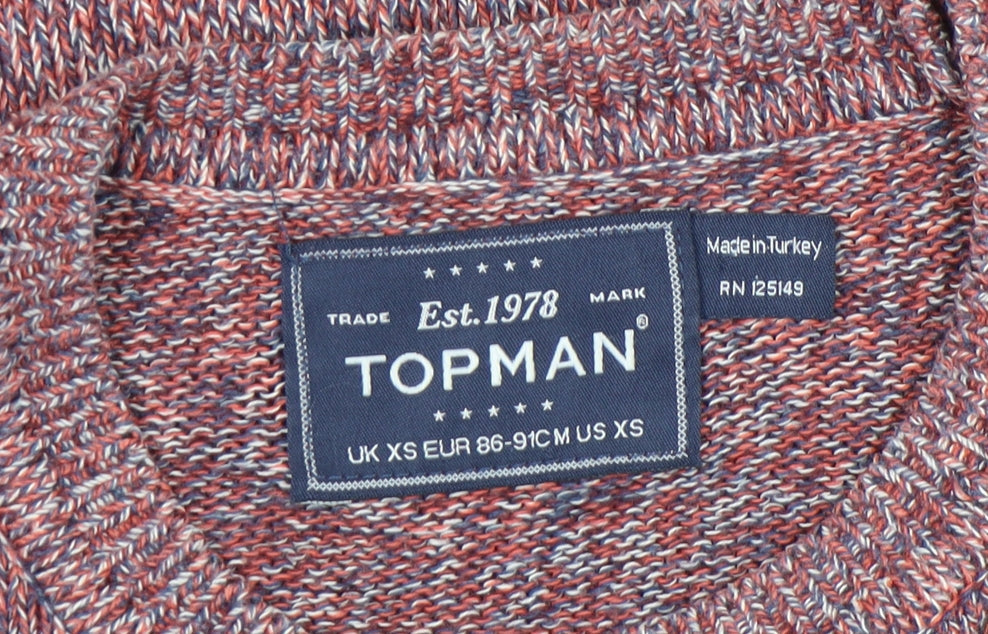 ★★★★★
TRADE Est.1978 MARK
TOPMAN®
★★★★★
UK XS EUR 86-91CM US XS
Made in Turkey
RN 125149